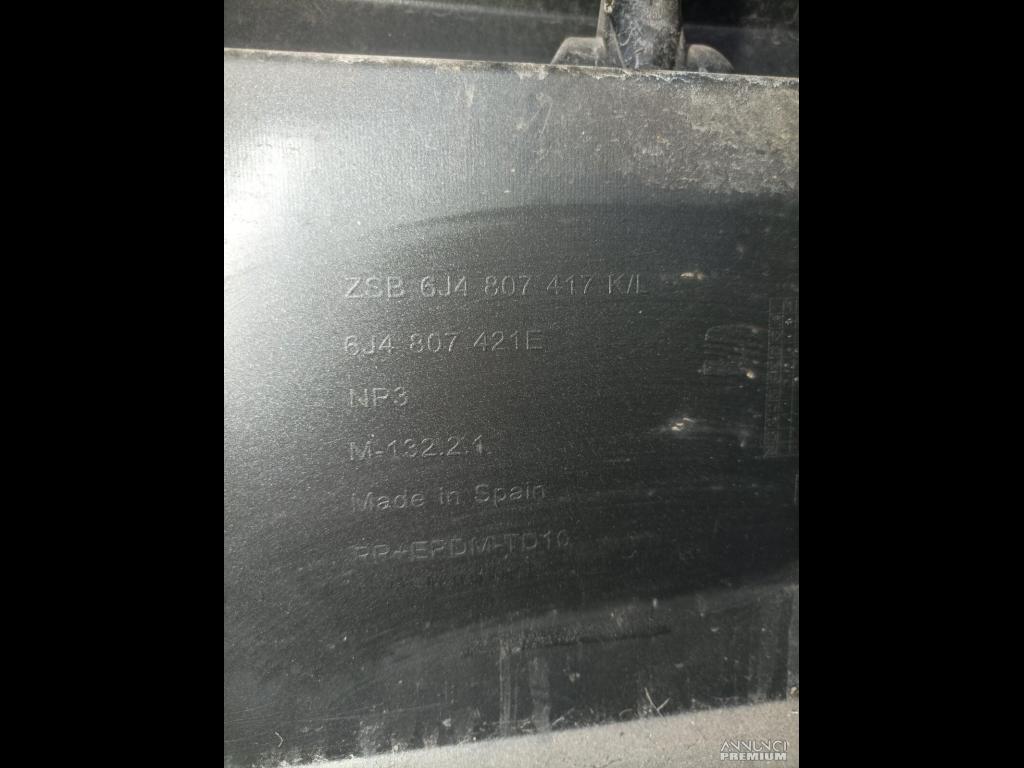 ZSB 6J4 807 417 K/L
6J4 807 421E
NP3
M-132.2.1.
Made in Spain
PP+EPDM-TD10
ANNUNCI
PREMIUM